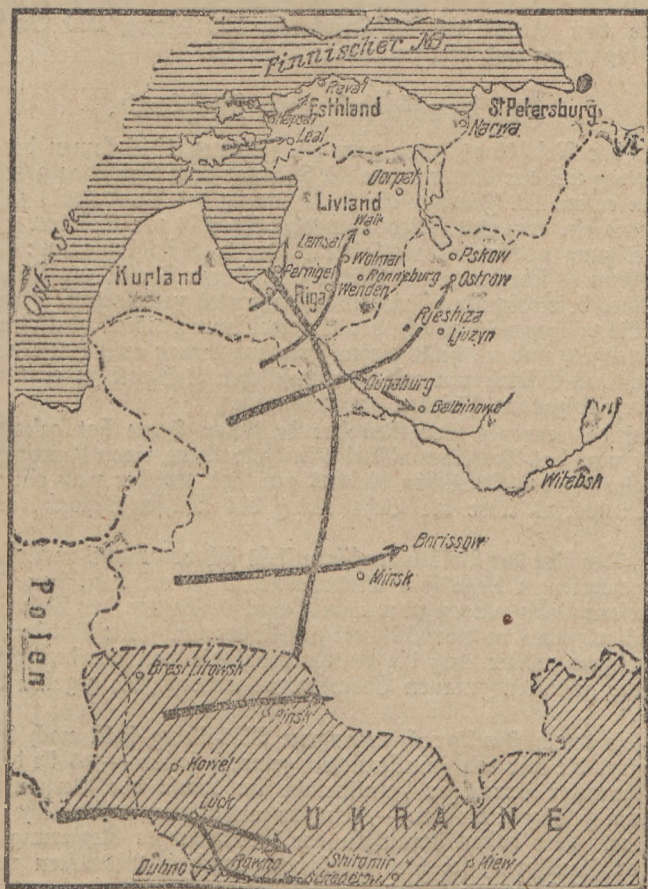 Finnischer MB.
Reval
Esthland
Hapsal
Leal
St Petersburg
Narwa
Dorpat
Livland
Walk
Ost-See
Lemsal
Wolmar
Pskow
Kurland
Pernigel
Ronneburg
Ostrow
Riga
Wenden
Rjeshiza
Ljuzyn
Dünaburg
Balbinowo
Witebsk
Borissow
Minsk
Polen
Brest Litowsk
Pinsk
Kowel
Luck
UKRAINE
Dubno
Rowno
Shitomir
Kiew